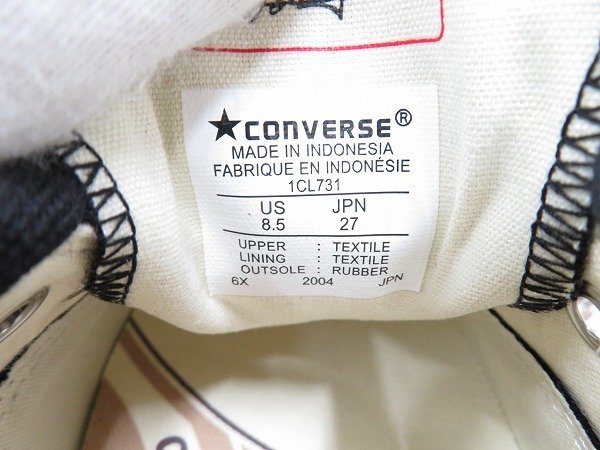 ★CONVERSE®
MADE IN INDONESIA
FABRIQUE EN INDONÉSIE
1CL731
US JPN
8.5 27
UPPER : TEXTILE
LINING : TEXTILE
OUTSOLE : RUBBER
6X 2004 JPN